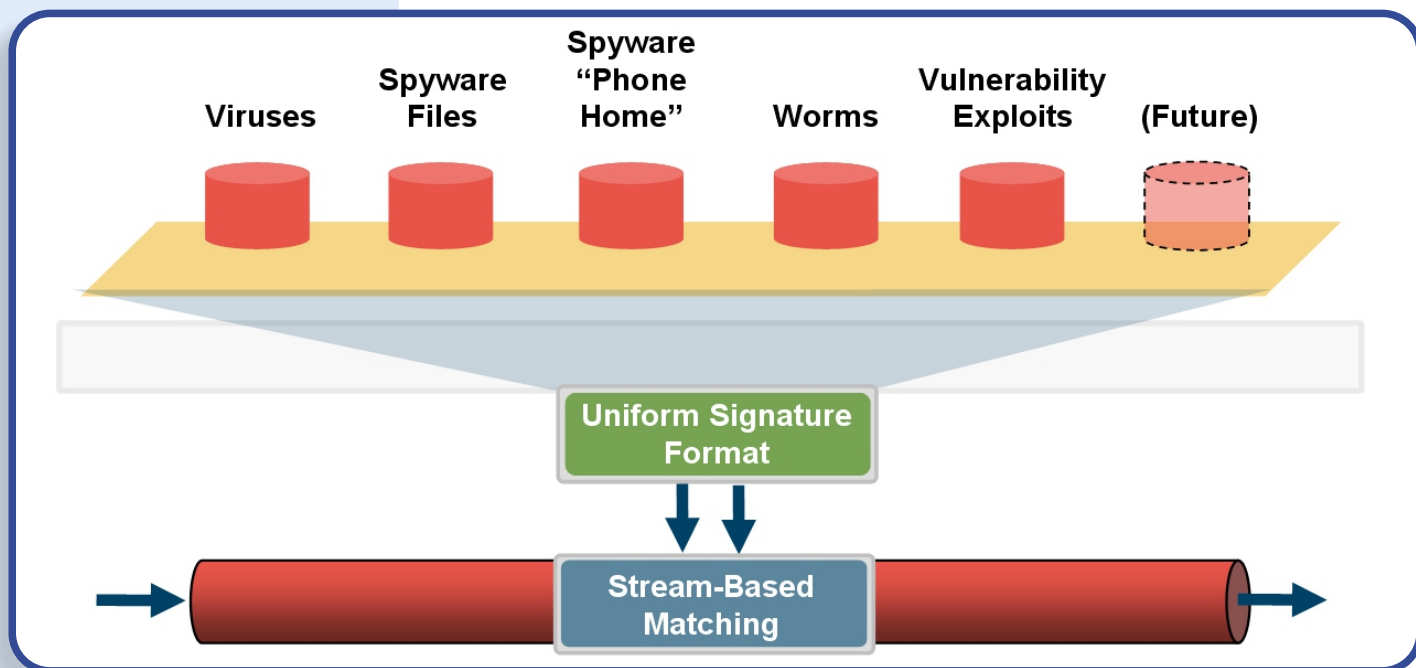 Viruses
Spyware
Files
Spyware
“Phone
Home”
Worms
Vulnerability
Exploits
(Future)
Uniform Signature
Format
Stream-Based
Matching